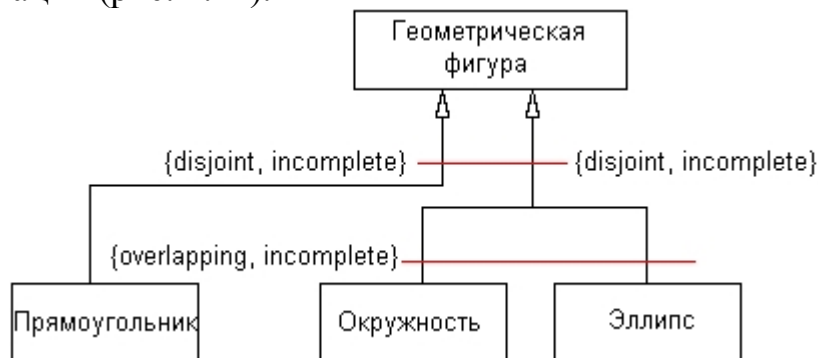 Геометрическая
фигура
{disjoint, incomplete} {disjoint, incomplete}
{overlapping, incomplete}
Прямоугольник Окружность Эллипс